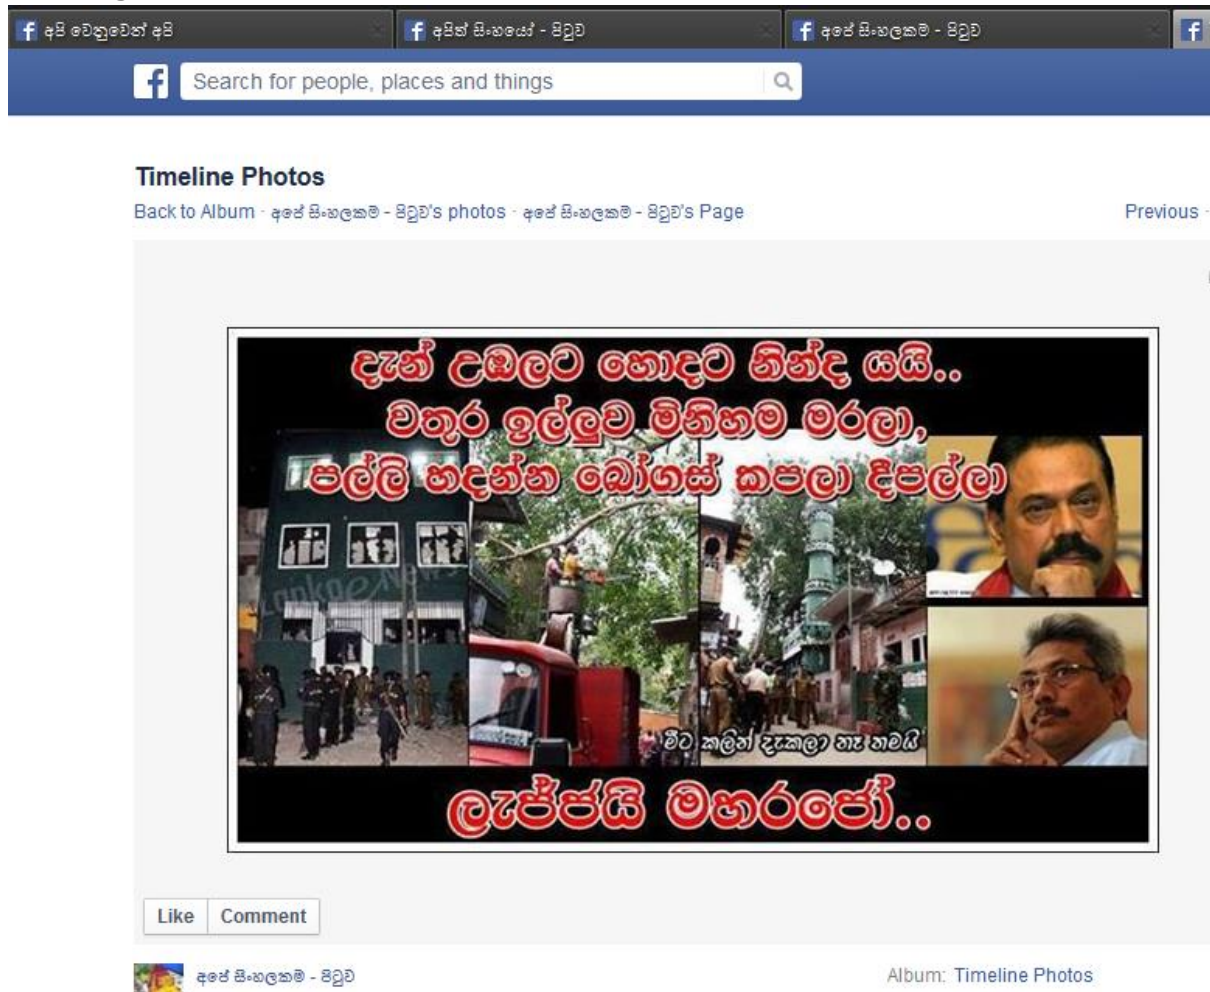 අපි වෙනුවෙන් අපි
අපිත් සිංහයෝ - පිටුව
අපේ සිංහලකම - පිටුව
Search for people, places and things
Timeline Photos
Back to Album · අපේ සිංහලකම - පිටුව's photos · අපේ සිංහලකම - පිටුව's Page
Previous ·
දැන් උඹලට හොඳට නින්ද යයි..
වතුර ඉල්ලුව මිනිහම මරලා,
පල්ලි හදන්න බෝගස් කපලා දීපල්ලා
LankaeNews
මීට කලින් දැකලා නෑ තමයි
ලැජ්ජයි මහරජෝ..
Like Comment
අපේ සිංහලකම - පිටුව
Album: Timeline Photos